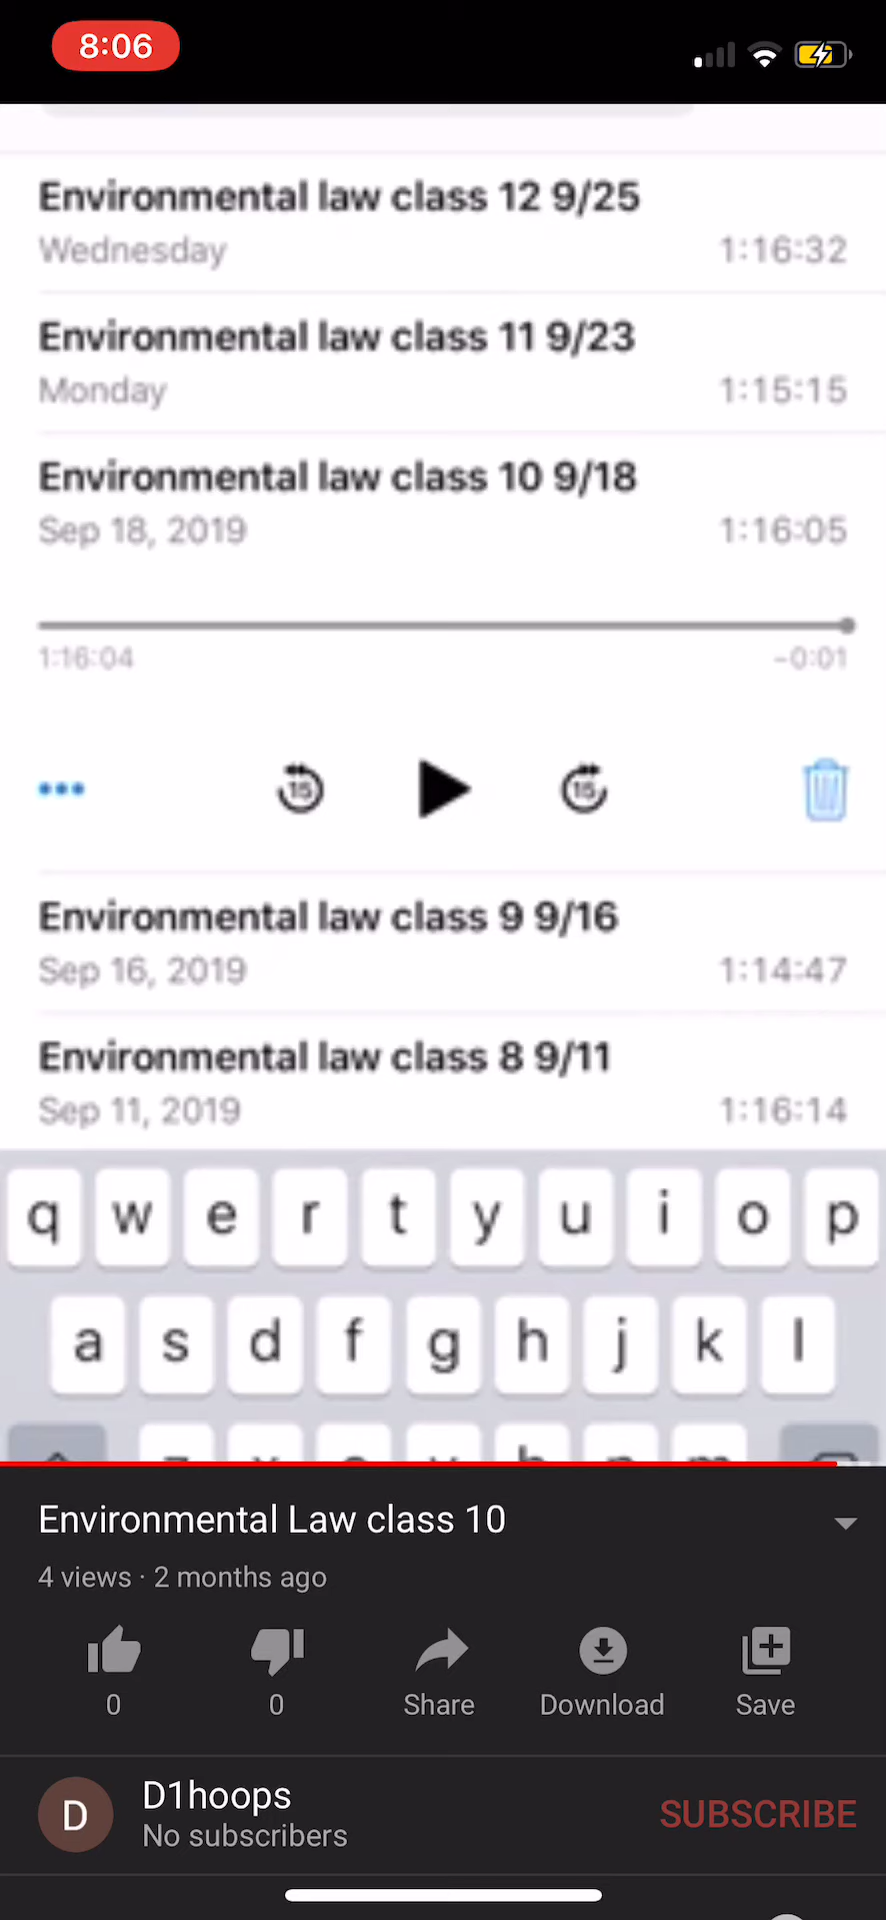 8:06
Environmental law class 12 9/25
Wednesday 1:16:32
Environmental law class 11 9/23
Monday 1:15:15
Environmental law class 10 9/18
Sep 18, 2019 1:16:05
1:16:04 -0:01
15 15
Environmental law class 9 9/16
Sep 16, 2019 1:14:47
Environmental law class 8 9/11
Sep 11, 2019 1:16:14
q w e r t y u i o p
a s d f g h j k l
z x c v b n m
Environmental Law class 10
4 views · 2 months ago
0 0 Share Download Save
D D1hoops
No subscribers
SUBSCRIBE